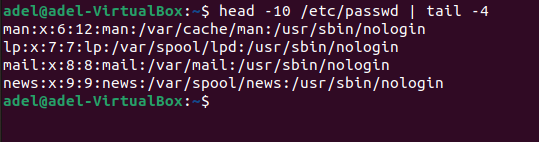 adel@adel-VirtualBox:~$ head -10 /etc/passwd | tail -4
man:x:6:12:man:/var/cache/man:/usr/sbin/nologin
lp:x:7:7:lp:/var/spool/lpd:/usr/sbin/nologin
mail:x:8:8:mail:/var/mail:/usr/sbin/nologin
news:x:9:9:news:/var/spool/news:/usr/sbin/nologin
adel@adel-VirtualBox:~$